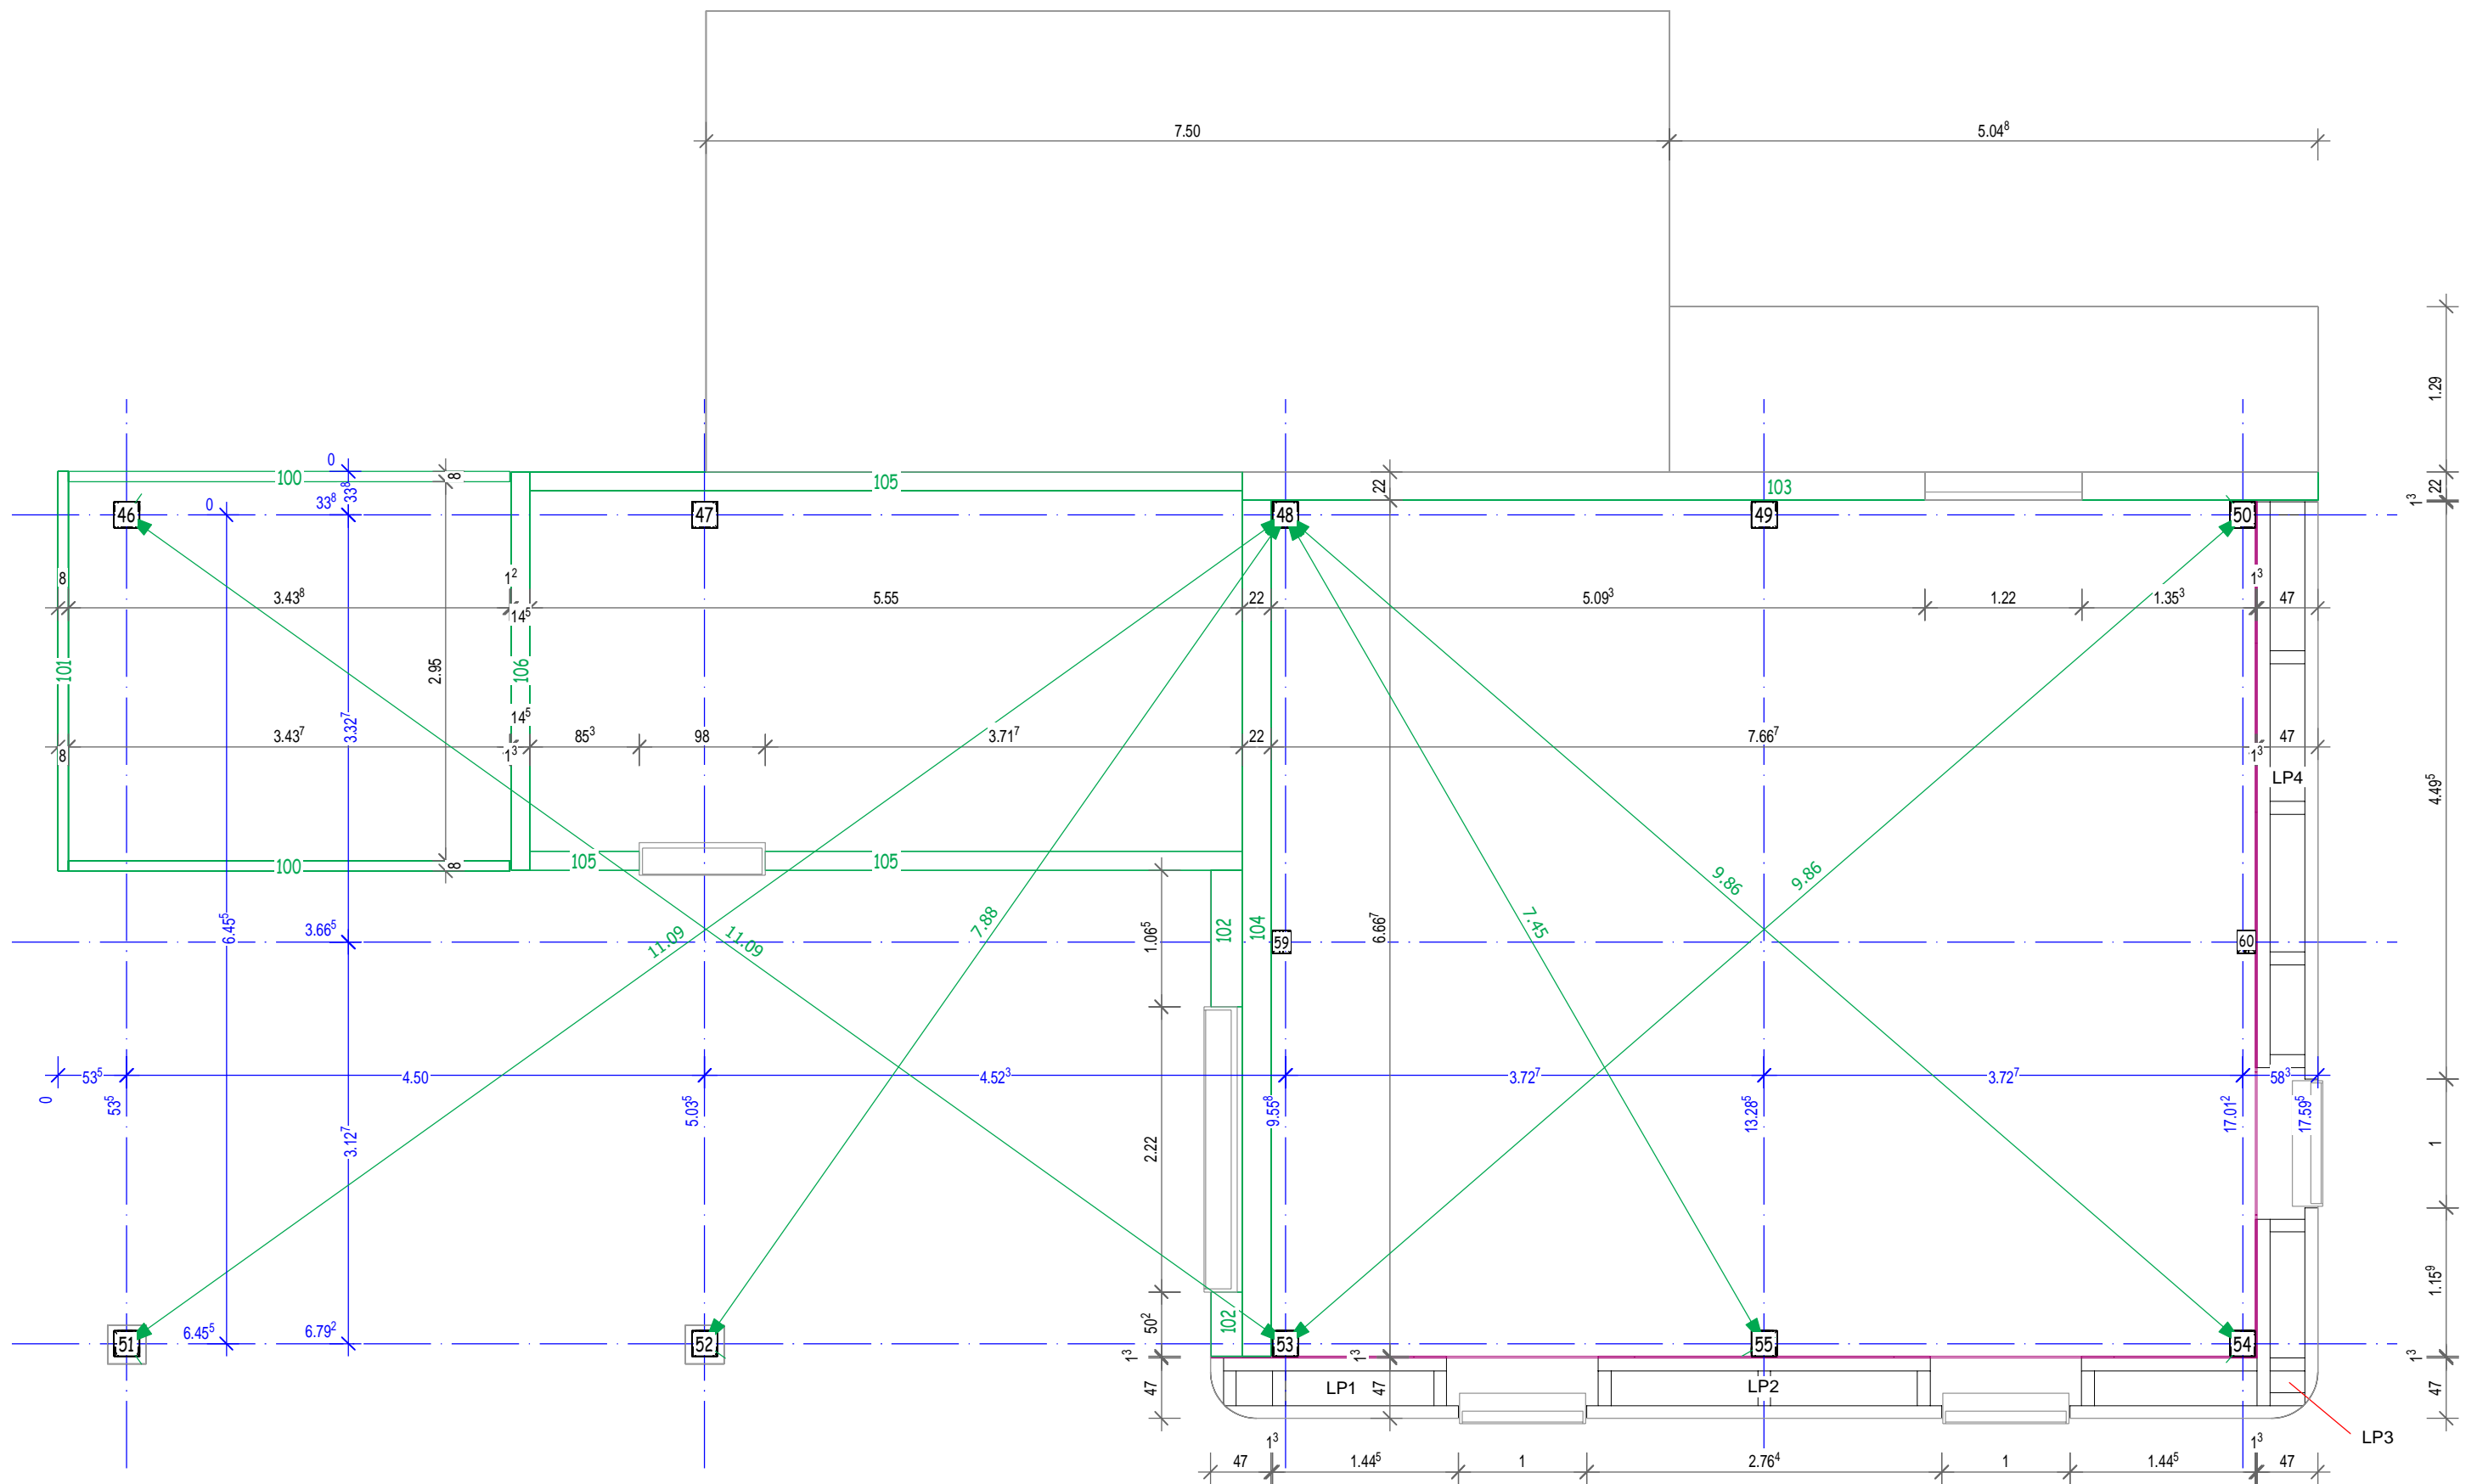 7.50 5.04⁸
1.29
0 8 22 22
100 105 103 1³
33⁸ 33⁸ 0
46 47 48 49 50
8 1² 1³
3.43⁸ 14⁵ 5.55 22 5.09³ 1.22 1.35³ 47
101 2.95 106
3.32⁷ 14⁵
3.43⁷ 85³ 98 3.71⁷ 22 7.66⁷ 47
8 1³ 1³
LP4
4.49⁵
100 8 105 105
9.86 9.86
6.45⁵ 3.66⁵ 11.09 11.09 7.88 1.06⁵ 102 104 59 6.67⁷ 7.45 60
53⁵ 4.50 4.52³ 3.72⁷ 3.72⁷ 58³
0 53⁵ 5.03⁵ 9.55⁸ 13.28⁵ 17.01² 17.59⁵
3.12⁷ 2.22 1
1.15⁹
50² 102
51 6.45⁵ 6.79² 52 53 55 54
1³ 1³ 1³
47 LP1 47 LP2 47
LP3
1³ 1³
47 1.44⁵ 1 2.76⁴ 1 1.44⁵ 47